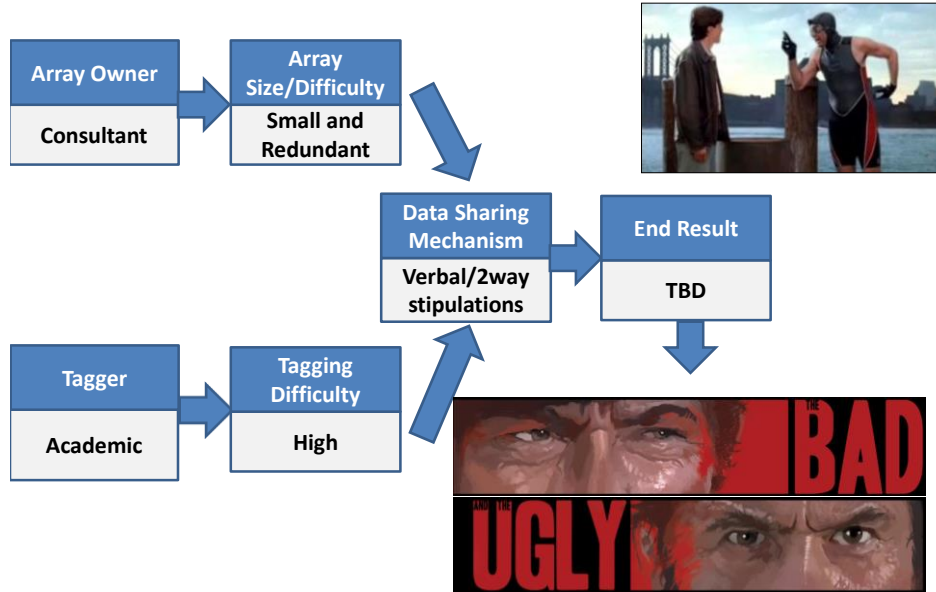 Array Owner
Consultant
Array
Size/Difficulty
Small and
Redundant
Data Sharing
Mechanism
Verbal/2way
stipulations
End Result
TBD
Tagger
Academic
Tagging
Difficulty
High
THE
BAD
AND THE
UGLY